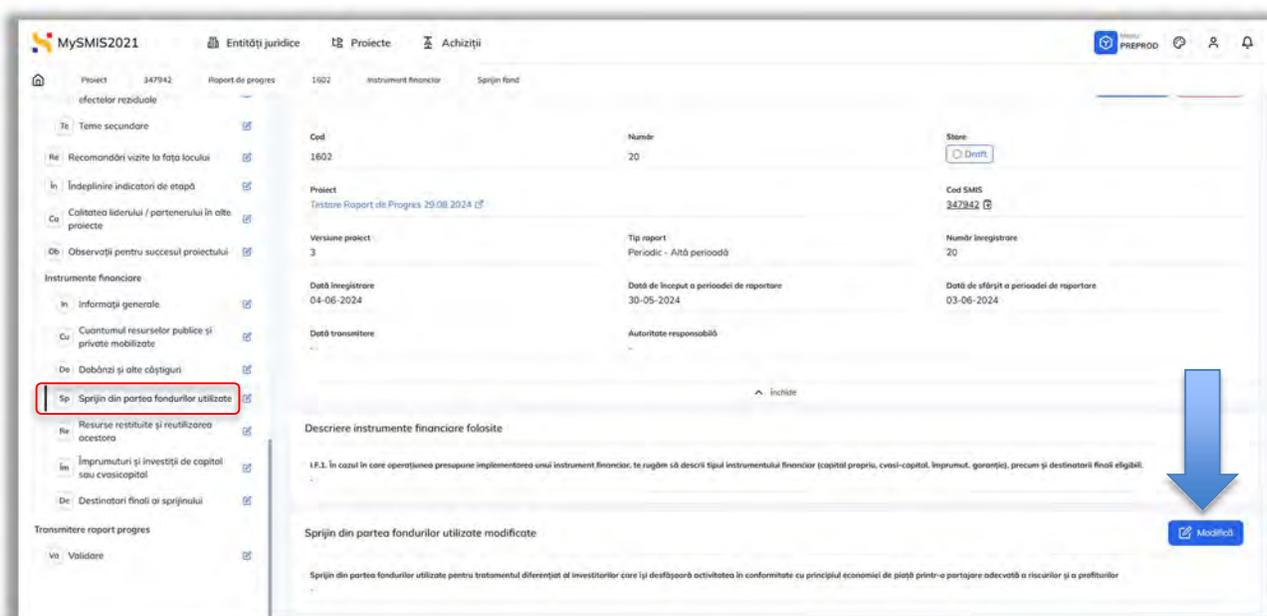 MySMIS2021
Entități juridice
Proiecte
Achiziții
Mediu
PREPROD
Proiect 347942 Raport de progres 1602 Instrument financiar Sprijin fond
efectelor reziduale
Te Teme secundare
Re Recomandări vizite la fața locului
În Îndeplinire indicatori de etapă
Ca Calitatea liderului / partenerului în alte
proiecte
Ob Observații pentru succesul proiectului
Instrumente financiare
In Informații generale
Cu Cuantumul resurselor publice și
private mobilizate
Do Dobânzi și alte câștiguri
Sp Sprijin din partea fondurilor utilizate
Re Resurse restituite și reutilizarea
acestora
Îm Împrumuturi și investiții de capital
sau cvasicapital
De Destinatari finali ai sprijinului
Transmitere raport progres
Va Validare
Cod Număr Stare
1602 20 Draft
Proiect Cod SMIS
Testare Raport de Progres 29.08.2024 347942
Versiune proiect Tip raport Număr înregistrare
3 Periodic - Altă perioadă 20
Dată înregistrare Dată de început a perioadei de raportare Dată de sfârșit a perioadei de raportare
04-06-2024 30-05-2024 03-06-2024
Dată transmitere Autoritate responsabilă
- -
Închide
Descriere instrumente financiare folosite
I.F.1. În cazul în care operațiunea presupune implementarea unui instrument financiar, te rugăm să descrii tipul instrumentului financiar (capital propriu, cvasi-capital, împrumut, garanție), precum și destinatarii finali eligibili.
-
Sprijin din partea fondurilor utilizate modificate
Modifică
Sprijin din partea fondurilor utilizate pentru tratamentul diferențiat al investitorilor care își desfășoară activitatea în conformitate cu principiul economiei de piață printr-o partajare adecvată a riscurilor și a profiturilor
-